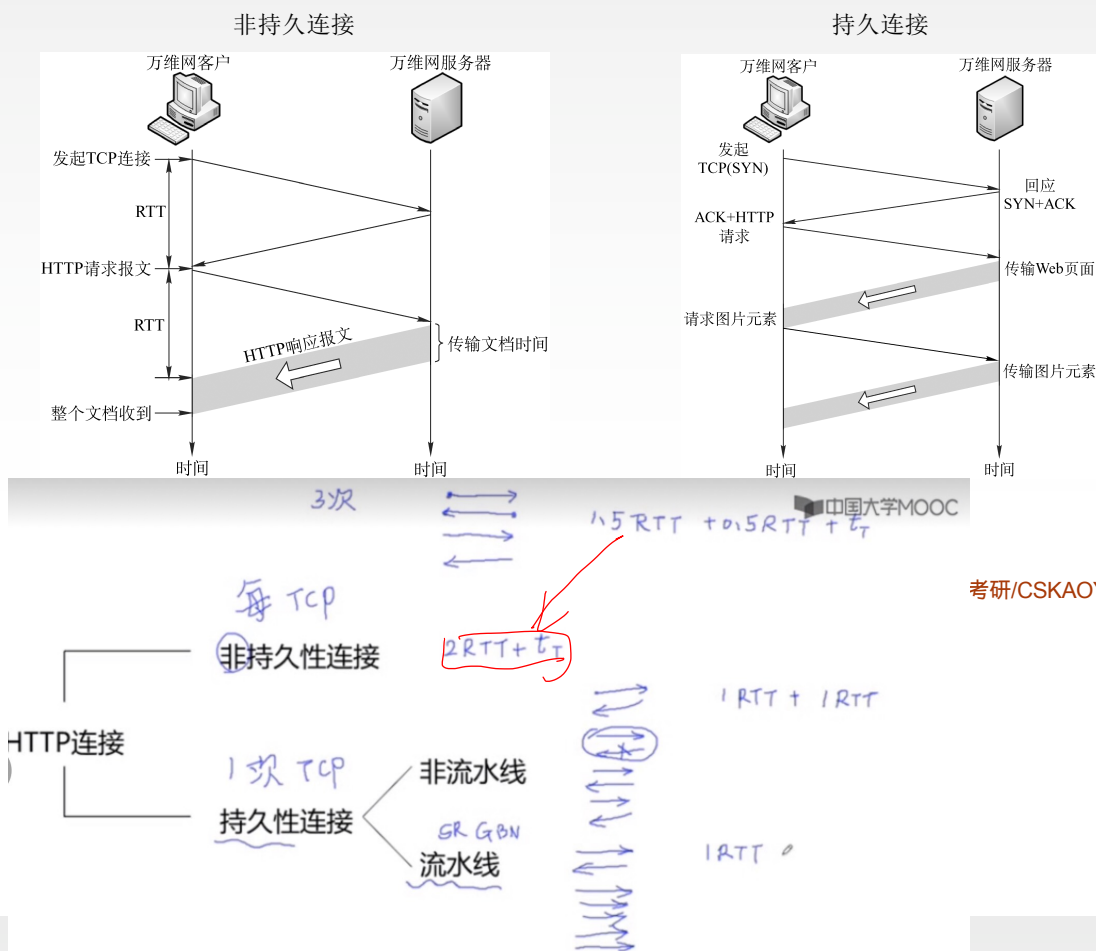 非持久连接
万维网客户
万维网服务器
发起TCP连接
RTT
HTTP请求报文
RTT
HTTP响应报文
传输文档时间
整个文档收到
时间
时间
持久连接
万维网客户
万维网服务器
发起
TCP(SYN)
回应
SYN+ACK
ACK+HTTP
请求
传输Web页面
请求图片元素
传输图片元素
时间
时间
3次
中国大学MOOC
1.5RTT + 0.5RTT + tT
考研/CSKAOY
每 TCP
非持久性连接
2RTT + tT
1RTT + 1RTT
HTTP连接
1次 TCP
非流水线
持久性连接
SR GBN
流水线
1RTT